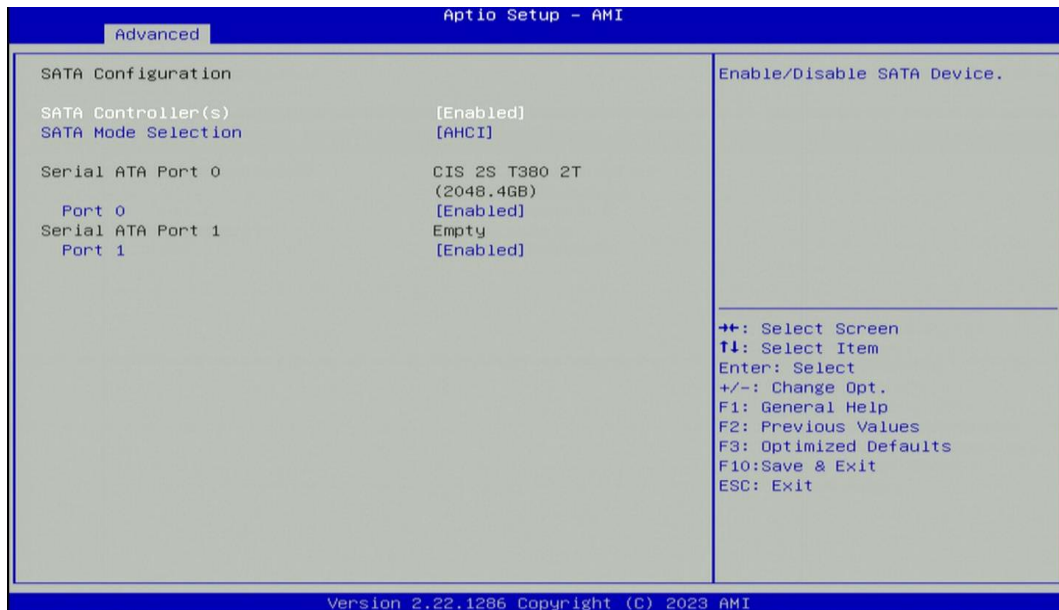 Aptio Setup – AMI
Advanced
SATA Configuration
SATA Controller(s) [Enabled]
SATA Mode Selection [AHCI]
Serial ATA Port 0 CIS 2S T380 2T
(2048.4GB)
Port 0 [Enabled]
Serial ATA Port 1 Empty
Port 1 [Enabled]
Enable/Disable SATA Device.
→←: Select Screen
↑↓: Select Item
Enter: Select
+/-: Change Opt.
F1: General Help
F2: Previous Values
F3: Optimized Defaults
F10:Save & Exit
ESC: Exit
Version 2.22.1286 Copyright (C) 2023 AMI